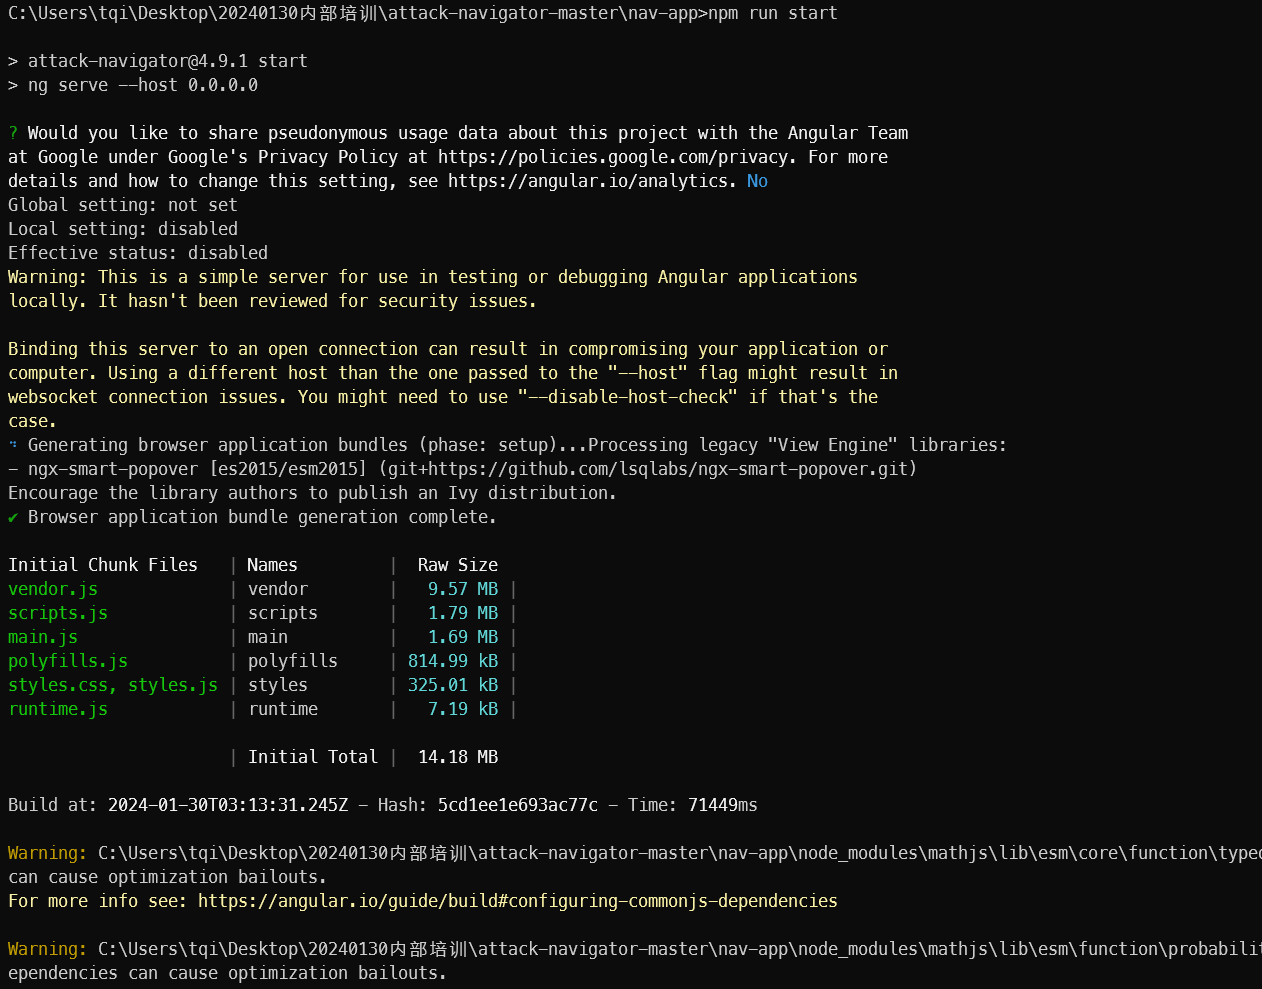 C:\Users\tqi\Desktop\20240130内部培训\attack-navigator-master\nav-app>npm run start
> attack-navigator@4.9.1 start
> ng serve --host 0.0.0.0
? Would you like to share pseudonymous usage data about this project with the Angular Team
at Google under Google's Privacy Policy at https://policies.google.com/privacy. For more
details and how to change this setting, see https://angular.io/analytics. No
Global setting: not set
Local setting: disabled
Effective status: disabled
Warning: This is a simple server for use in testing or debugging Angular applications
locally. It hasn't been reviewed for security issues.
Binding this server to an open connection can result in compromising your application or
computer. Using a different host than the one passed to the "--host" flag might result in
websocket connection issues. You might need to use "--disable-host-check" if that's the
case.
⠙ Generating browser application bundles (phase: setup)...Processing legacy "View Engine" libraries:
- ngx-smart-popover [es2015/esm2015] (git+https://github.com/lsqlabs/ngx-smart-popover.git)
Encourage the library authors to publish an Ivy distribution.
✔ Browser application bundle generation complete.
Initial Chunk Files | Names | Raw Size
vendor.js | vendor | 9.57 MB |
scripts.js | scripts | 1.79 MB |
main.js | main | 1.69 MB |
polyfills.js | polyfills | 814.99 kB |
styles.css, styles.js | styles | 325.01 kB |
runtime.js | runtime | 7.19 kB |
| Initial Total | 14.18 MB
Build at: 2024-01-30T03:13:31.245Z - Hash: 5cd1ee1e693ac77c - Time: 71449ms
Warning: C:\Users\tqi\Desktop\20240130内部培训\attack-navigator-master\nav-app\node_modules\mathjs\lib\esm\core\function\typed
can cause optimization bailouts.
For more info see: https://angular.io/guide/build#configuring-commonjs-dependencies
Warning: C:\Users\tqi\Desktop\20240130内部培训\attack-navigator-master\nav-app\node_modules\mathjs\lib\esm\function\probabilit
ependencies can cause optimization bailouts.